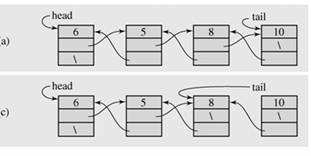 head tail
(a) 6 5 8 10
\
\
head tail
(c) 6 5 8 10
\ \
\